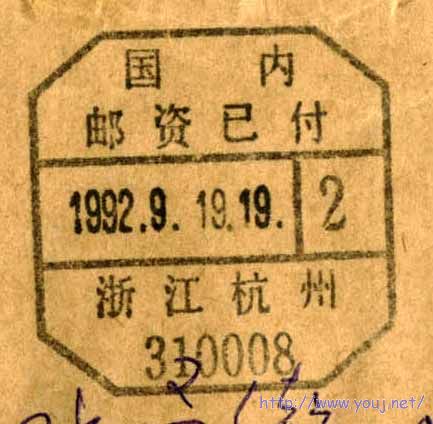 国 内
邮资已付
1992.9.19.19. 2
浙江杭州
310008
http://www.youj.net/